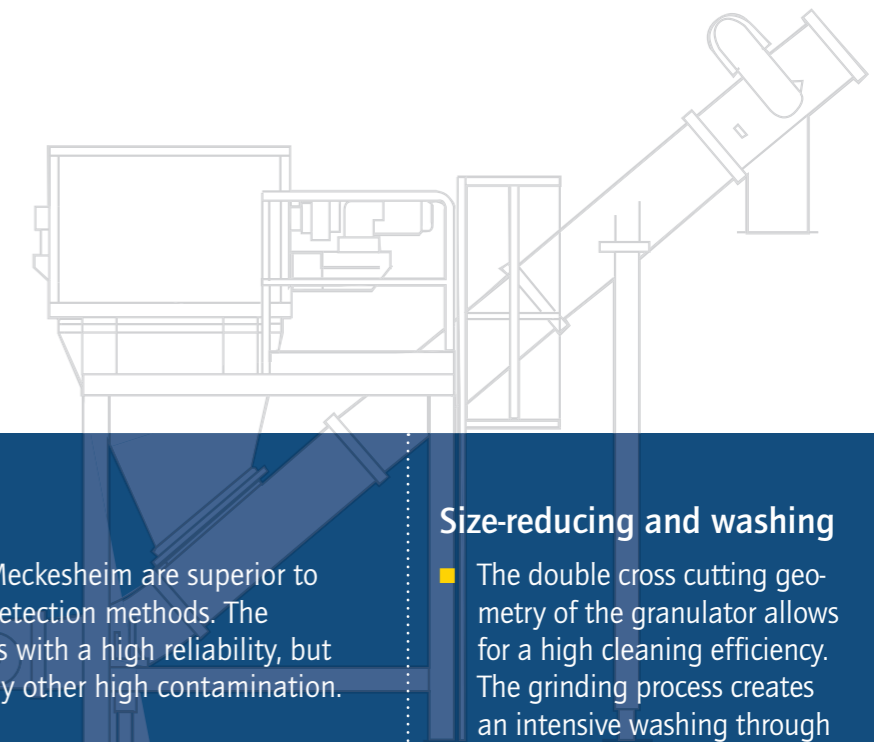 Meckesheim are superior to
etection methods. The
s with a high reliability, but
y other high contamination.
Size-reducing and washing
The double cross cutting geo-
metry of the granulator allows
for a high cleaning efficiency.
The grinding process creates
an intensive washing through